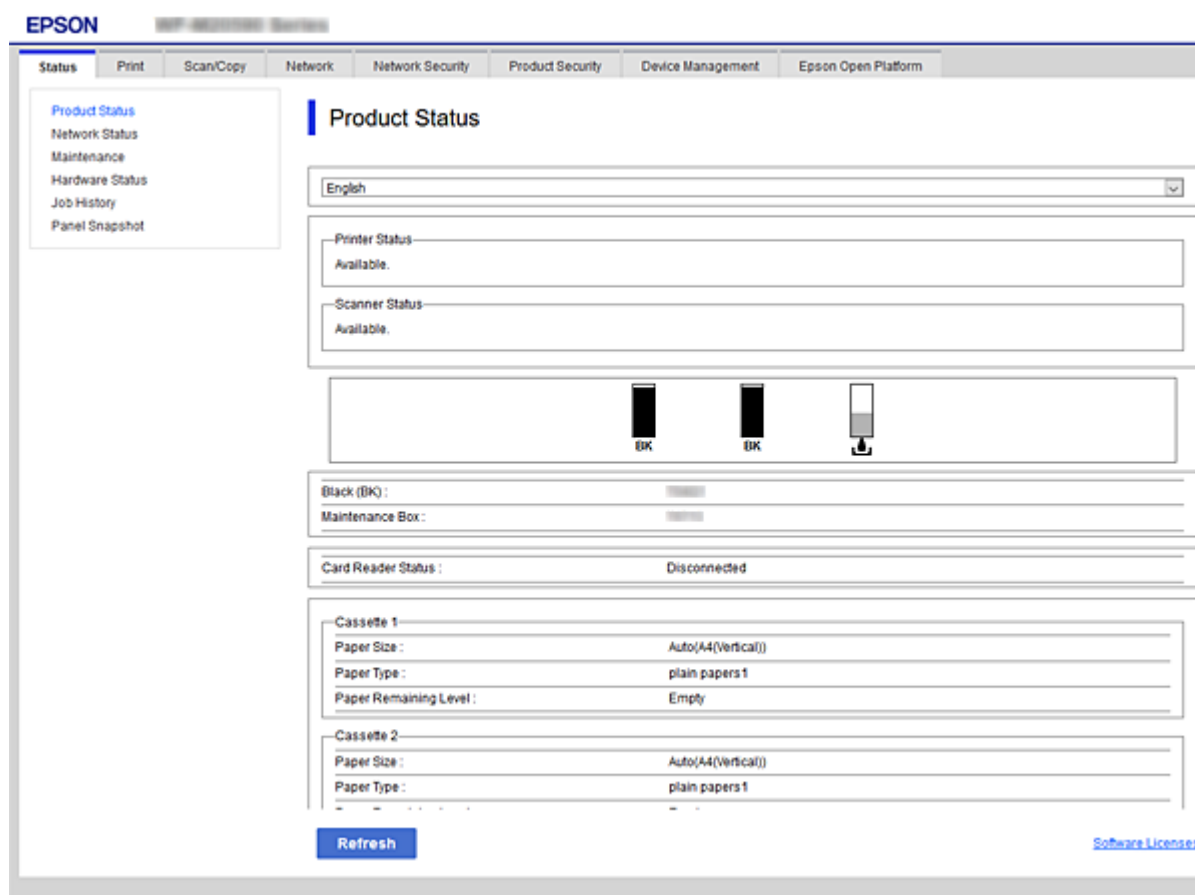 EPSON
Series
Status Print Scan/Copy Network Network Security Product Security Device Management Epson Open Platform
Product Status
Network Status
Maintenance
Hardware Status
Job History
Panel Snapshot
Product Status
English
Printer Status
Available.
Scanner Status
Available.
BK BK
Black (BK) :
Maintenance Box :
Card Reader Status : Disconnected
Cassette 1
Paper Size : Auto(A4(Vertical))
Paper Type : plain papers1
Paper Remaining Level : Empty
Cassette 2
Paper Size : Auto(A4(Vertical))
Paper Type : plain papers1
Refresh
Software Licenses